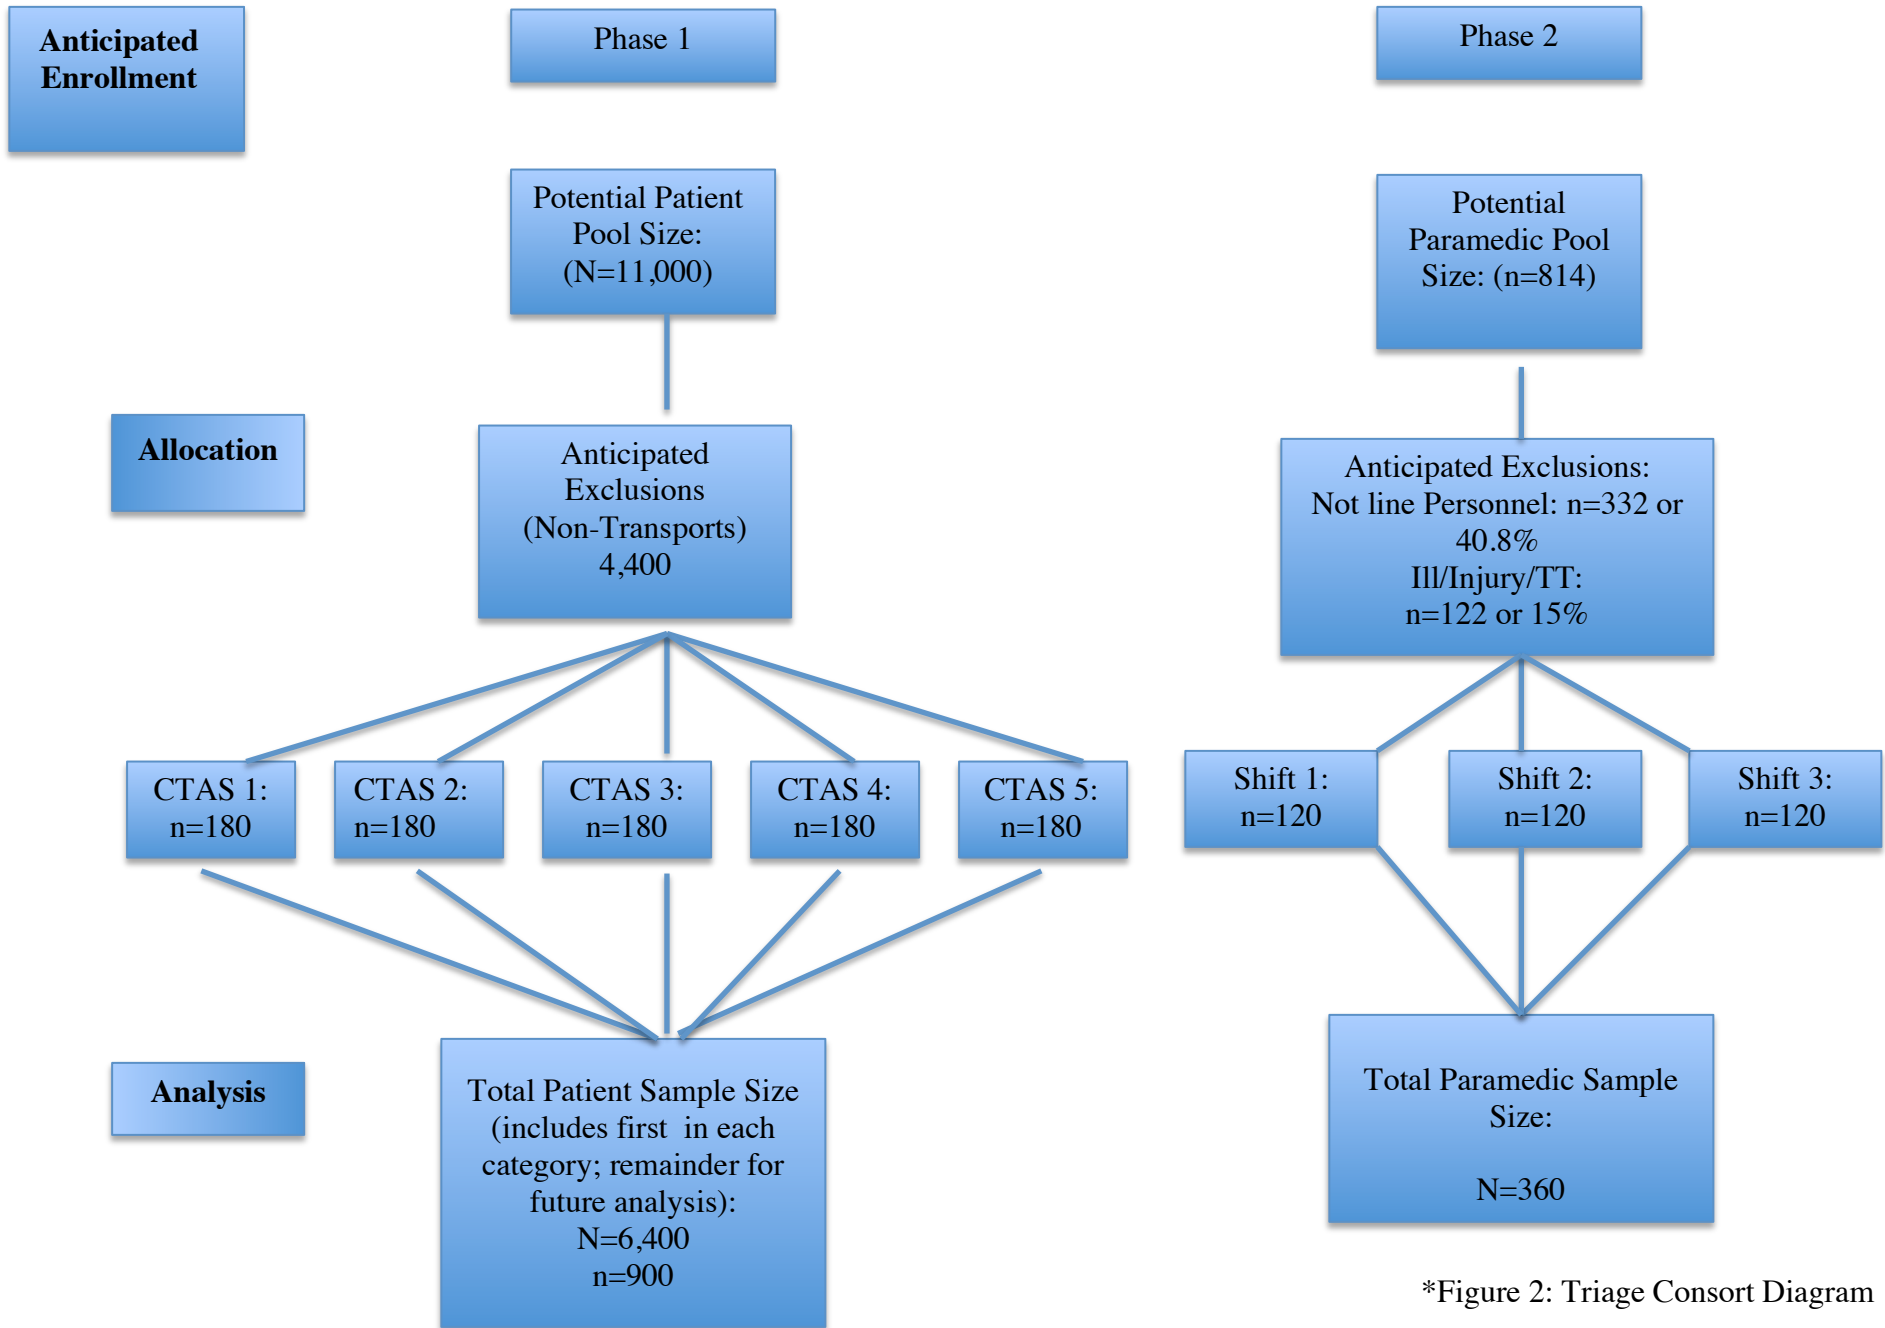 Anticipated
Enrollment
Phase 1
Phase 2
Potential Patient
Pool Size:
(N=11,000)
Potential
Paramedic Pool
Size: (n=814)
Allocation
Anticipated
Exclusions
(Non-Transports)
4,400
Anticipated Exclusions:
Not line Personnel: n=332 or
40.8%
Ill/Injury/TT:
n=122 or 15%
CTAS 1:
n=180
CTAS 2:
n=180
CTAS 3:
n=180
CTAS 4:
n=180
CTAS 5:
n=180
Shift 1:
n=120
Shift 2:
n=120
Shift 3:
n=120
Analysis
Total Patient Sample Size
(includes first in each
category; remainder for
future analysis):
N=6,400
n=900
Total Paramedic Sample
Size:
N=360
*Figure 2: Triage Consort Diagram